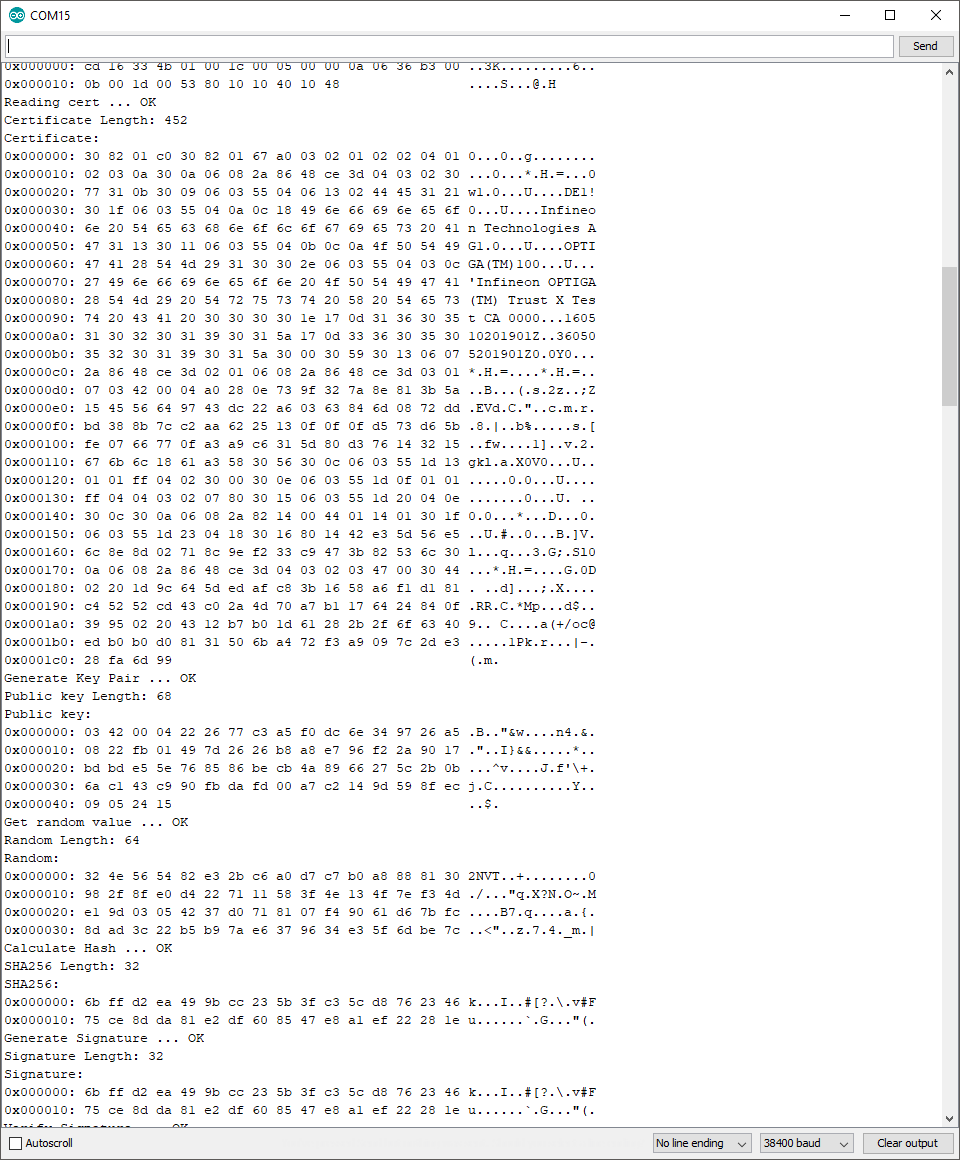 COM15
Send
0x000000: cd 16 33 4b 01 00 1c 00 05 00 00 0a 06 36 b3 00 ..3K.........6..
0x000010: 0b 00 1d 00 53 80 10 10 40 10 48 ....S...@.H
Reading cert ... OK
Certificate Length: 452
Certificate:
0x000000: 30 82 01 c0 30 82 01 67 a0 03 02 01 02 02 04 01 0...0..g........
0x000010: 02 03 0a 30 0a 06 08 2a 86 48 ce 3d 04 03 02 30 ...0...*.H.=...0
0x000020: 77 31 0b 30 09 06 03 55 04 06 13 02 44 45 31 21 w1.0...U....DE1!
0x000030: 30 1f 06 03 55 04 0a 0c 18 49 6e 66 69 6e 65 6f 0...U....Infineo
0x000040: 6e 20 54 65 63 68 6e 6f 6c 6f 67 69 65 73 20 41 n Technologies A
0x000050: 47 31 13 30 11 06 03 55 04 0b 0c 0a 4f 50 54 49 G1.0...U....OPTI
0x000060: 47 41 28 54 4d 29 31 30 30 2e 06 03 55 04 03 0c GA(TM)100...U...
0x000070: 27 49 6e 66 69 6e 65 6f 6e 20 4f 50 54 49 47 41 'Infineon OPTIGA
0x000080: 28 54 4d 29 20 54 72 75 73 74 20 58 20 54 65 73 (TM) Trust X Tes
0x000090: 74 20 43 41 20 30 30 30 30 1e 17 0d 31 36 30 35 t CA 0000...1605
0x0000a0: 31 30 32 30 31 39 30 31 5a 17 0d 33 36 30 35 30 10201901Z..36050
0x0000b0: 35 32 30 31 39 30 31 5a 30 00 30 59 30 13 06 07 5201901Z0.0Y0...
0x0000c0: 2a 86 48 ce 3d 02 01 06 08 2a 86 48 ce 3d 03 01 *.H.=....*.H.=..
0x0000d0: 07 03 42 00 04 a0 28 0e 73 9f 32 7a 8e 81 3b 5a ..B...(.s.2z..;Z
0x0000e0: 15 45 56 64 97 43 dc 22 a6 03 63 84 6d 08 72 dd .EVd.C."..c.m.r.
0x0000f0: bd 38 8b 7c c2 aa 62 25 13 0f 0f 0f d5 73 d6 5b .8.|..b%.....s.[
0x000100: fe 07 66 77 0f a3 a9 c6 31 5d 80 d3 76 14 32 15 ..fw....1]..v.2.
0x000110: 67 6b 6c 18 61 a3 58 30 56 30 0c 06 03 55 1d 13 gkl.a.X0V0...U..
0x000120: 01 01 ff 04 02 30 00 30 0e 06 03 55 1d 0f 01 01 .....0.0...U....
0x000130: ff 04 04 03 02 07 80 30 15 06 03 55 1d 20 04 0e .......0...U. ..
0x000140: 30 0c 30 0a 06 08 2a 82 14 00 44 01 14 01 30 1f 0.0...*...D...0.
0x000150: 06 03 55 1d 23 04 18 30 16 80 14 42 e3 5d 56 e5 ..U.#..0...B.]V.
0x000160: 6c 8e 8d 02 71 8c 9e f2 33 c9 47 3b 82 53 6c 30 l...q...3.G;.Sl0
0x000170: 0a 06 08 2a 86 48 ce 3d 04 03 02 03 47 00 30 44 ...*.H.=....G.0D
0x000180: 02 20 1d 9c 64 5d ed af c8 3b 16 58 a6 f1 d1 81 . ..d]...;.X....
0x000190: c4 52 52 cd 43 c0 2a 4d 70 a7 b1 17 64 24 84 0f .RR.C.*Mp...d$..
0x0001a0: 39 95 02 20 43 12 b7 b0 1d 61 28 2b 2f 6f 63 40 9.. C....a(+/oc@
0x0001b0: ed b0 b0 d0 81 31 50 6b a4 72 f3 a9 09 7c 2d e3 .....1Pk.r...|-.
0x0001c0: 28 fa 6d 99 (.m.
Generate Key Pair ... OK
Public key Length: 68
Public key:
0x000000: 03 42 00 04 22 26 77 c3 a5 f0 dc 6e 34 97 26 a5 .B.."&w....n4.&.
0x000010: 08 22 fb 01 49 7d 26 26 b8 a8 e7 96 f2 2a 90 17 ."..I}&&.....*..
0x000020: bd bd e5 5e 76 85 86 be cb 4a 89 66 27 5c 2b 0b ...^v....J.f'\+.
0x000030: 6a c1 43 c9 90 fb da fd 00 a7 c2 14 9d 59 8f ec j.C..........Y..
0x000040: 09 05 24 15 ..$.
Get random value ... OK
Random Length: 64
Random:
0x000000: 32 4e 56 54 82 e3 2b c6 a0 d7 c7 b0 a8 88 81 30 2NVT..+........0
0x000010: 98 2f 8f e0 d4 22 71 11 58 3f 4e 13 4f 7e f3 4d ./..."q.X?N.O~.M
0x000020: e1 9d 03 05 42 37 d0 71 81 07 f4 90 61 d6 7b fc ....B7.q....a.{.
0x000030: 8d ad 3c 22 b5 b9 7a e6 37 96 34 e3 5f 6d be 7c ..<"..z.7.4._m.|
Calculate Hash ... OK
SHA256 Length: 32
SHA256:
0x000000: 6b ff d2 ea 49 9b cc 23 5b 3f c3 5c d8 76 23 46 k...I..#[?.\.v#F
0x000010: 75 ce 8d da 81 e2 df 60 85 47 e8 a1 ef 22 28 1e u......`.G..."(.
Generate Signature ... OK
Signature Length: 32
Signature:
0x000000: 6b ff d2 ea 49 9b cc 23 5b 3f c3 5c d8 76 23 46 k...I..#[?.\.v#F
0x000010: 75 ce 8d da 81 e2 df 60 85 47 e8 a1 ef 22 28 1e u......`.G..."(.
Verify Signature ... OK
Autoscroll
No line ending
38400 baud
Clear output